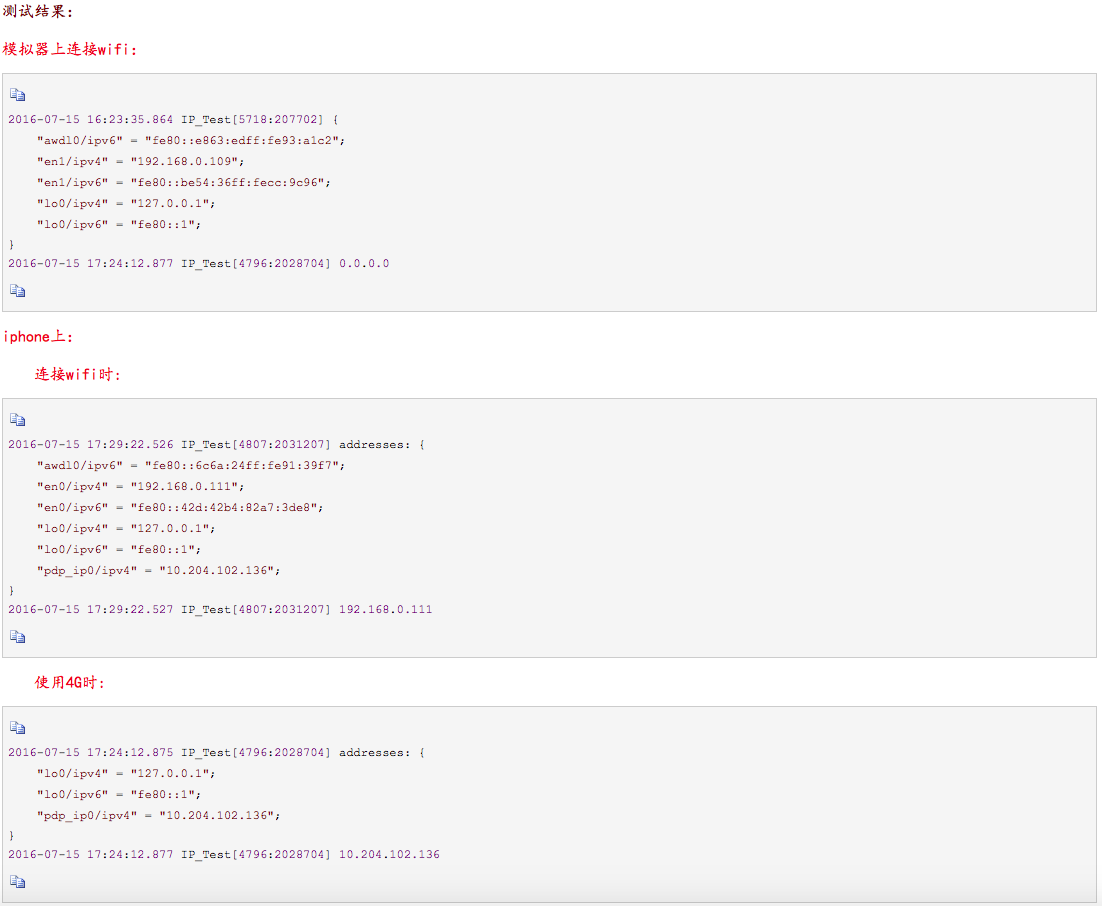 测试结果：
模拟器上连接wifi：
2016-07-15 16:23:35.864 IP_Test[5718:207702] {
"awdl0/ipv6" = "fe80::e863:edff:fe93:a1c2";
"en1/ipv4" = "192.168.0.109";
"en1/ipv6" = "fe80::be54:36ff:fecc:9c96";
"lo0/ipv4" = "127.0.0.1";
"lo0/ipv6" = "fe80::1";
}
2016-07-15 17:24:12.877 IP_Test[4796:2028704] 0.0.0.0
iphone上：
连接wifi时：
2016-07-15 17:29:22.526 IP_Test[4807:2031207] addresses: {
"awdl0/ipv6" = "fe80::6c6a:24ff:fe91:39f7";
"en0/ipv4" = "192.168.0.111";
"en0/ipv6" = "fe80::42d:42b4:82a7:3de8";
"lo0/ipv4" = "127.0.0.1";
"lo0/ipv6" = "fe80::1";
"pdp_ip0/ipv4" = "10.204.102.136";
}
2016-07-15 17:29:22.527 IP_Test[4807:2031207] 192.168.0.111
使用4G时：
2016-07-15 17:24:12.875 IP_Test[4796:2028704] addresses: {
"lo0/ipv4" = "127.0.0.1";
"lo0/ipv6" = "fe80::1";
"pdp_ip0/ipv4" = "10.204.102.136";
}
2016-07-15 17:24:12.877 IP_Test[4796:2028704] 10.204.102.136